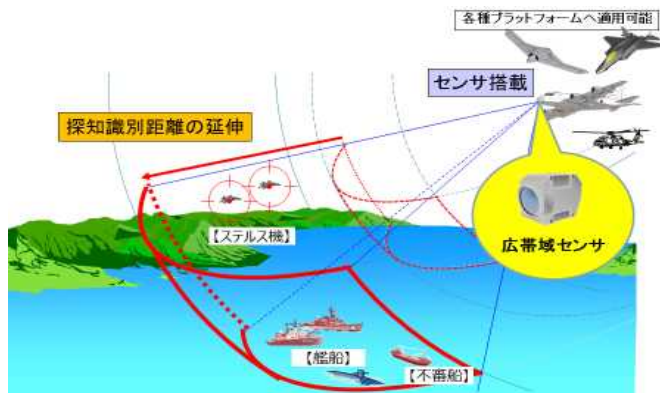 各種プラットフォームへ適用可能
センサ搭載
探知識別距離の延伸
【ステルス機】
広帯域センサ
【艦船】
【不審船】